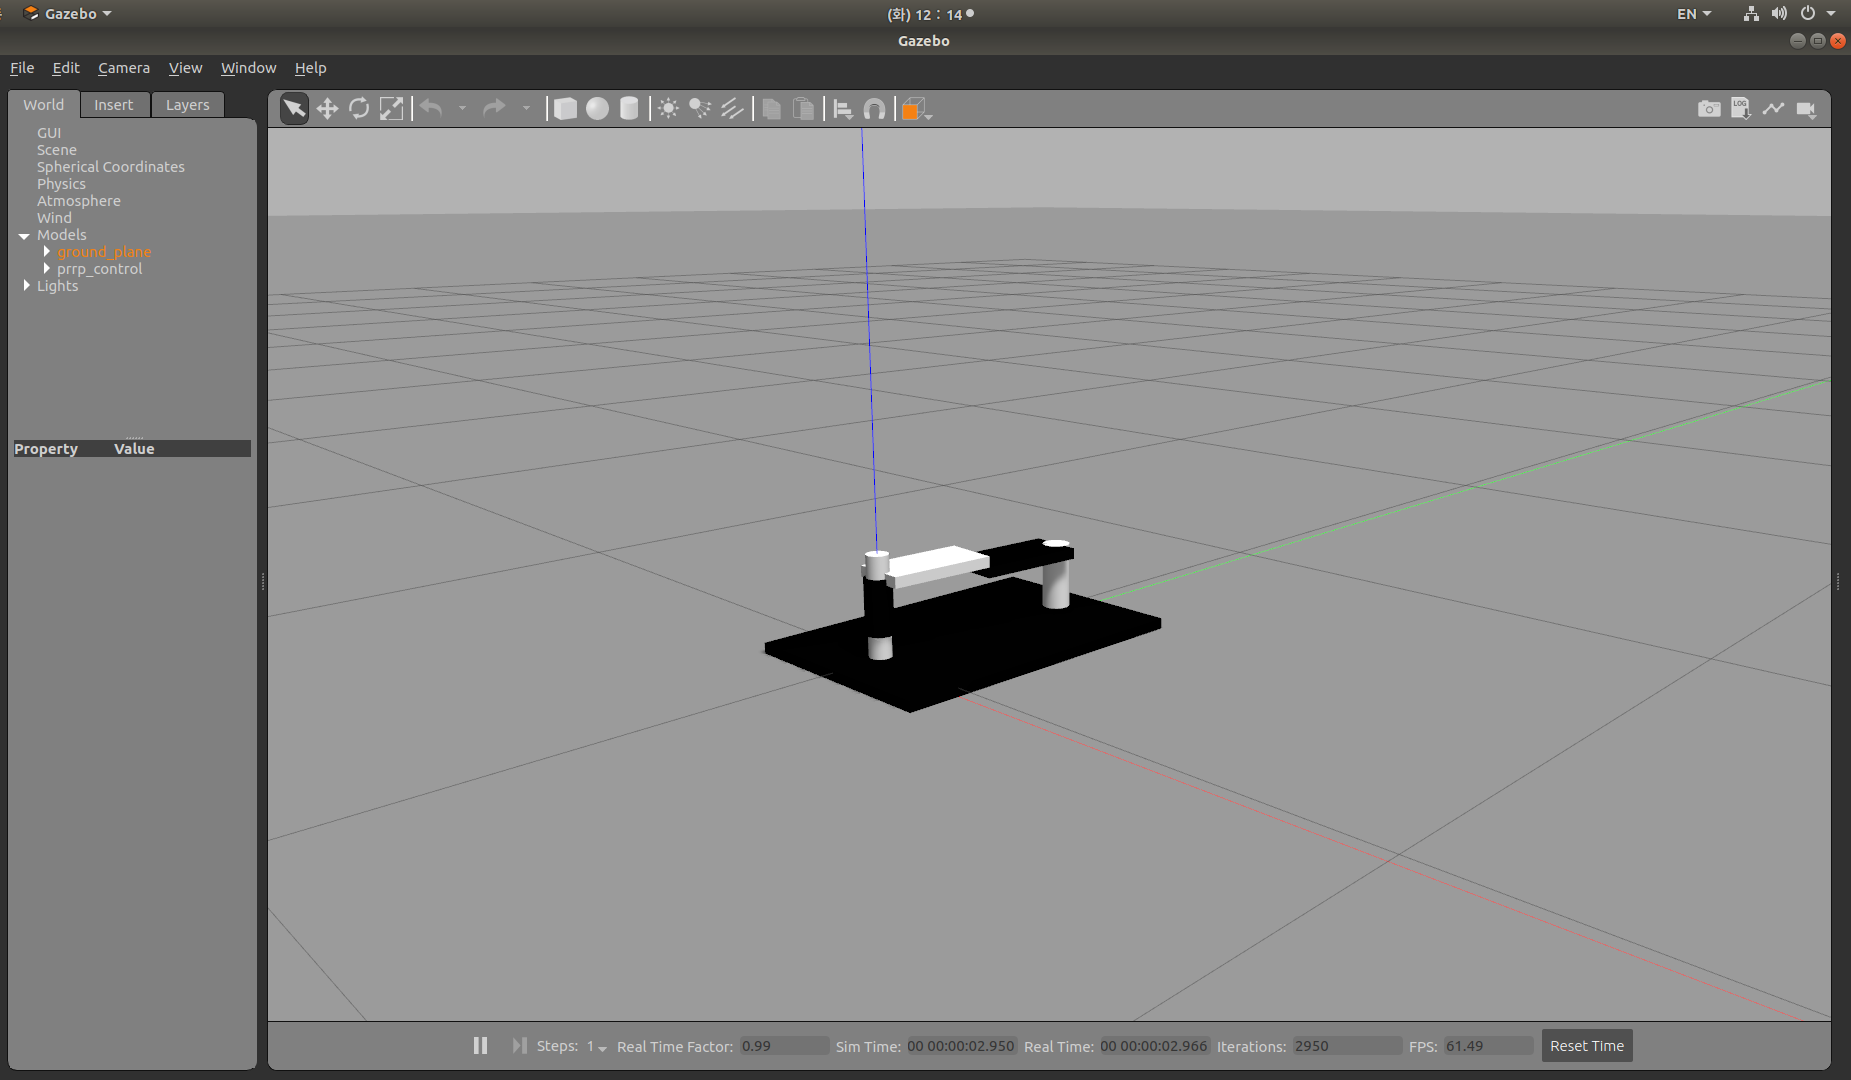 Gazebo
(화) 12 : 14
EN
Gazebo
File Edit Camera View Window Help
World Insert Layers
LOG
GUI
Scene
Spherical Coordinates
Physics
Atmosphere
Wind
Models
ground_plane
prrp_control
Lights
Property Value
Steps: 1 Real Time Factor: 0.99 Sim Time: 00 00:00:02.950 Real Time: 00 00:00:02.966 Iterations: 2950 FPS: 61.49 Reset Time